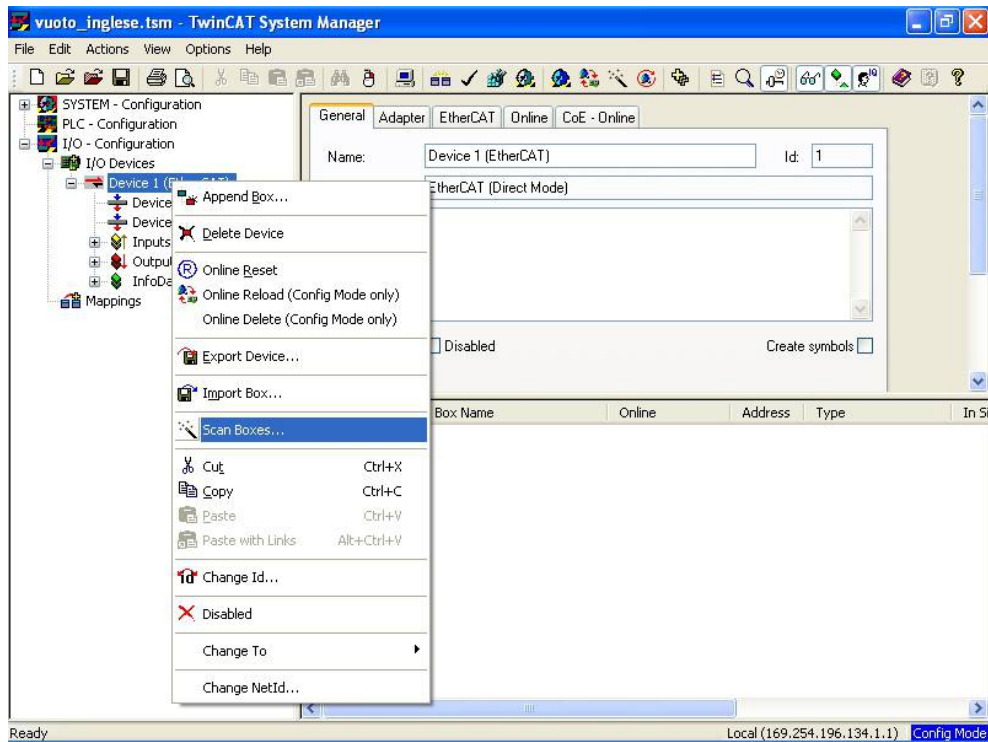 vuoto_inglese.tsm - TwinCAT System Manager
File Edit Actions View Options Help
SYSTEM - Configuration
PLC - Configuration
I/O - Configuration
I/O Devices
Device 1 (EtherCAT)
Device
Device
Inputs
Outpu
InfoDa
Mappings
General Adapter EtherCAT Online CoE - Online
Name: Device 1 (EtherCAT) Id: 1
EtherCAT (Direct Mode)
Disabled Create symbols
Box Name Online Address Type In Si
Append Box...
Delete Device
Online Reset
Online Reload (Config Mode only)
Online Delete (Config Mode only)
Export Device...
Import Box...
Scan Boxes...
Cut Ctrl+X
Copy Ctrl+C
Paste Ctrl+V
Paste with Links Alt+Ctrl+V
Change Id...
Disabled
Change To
Change NetId...
Ready Local (169.254.196.134.1.1) Config Mode